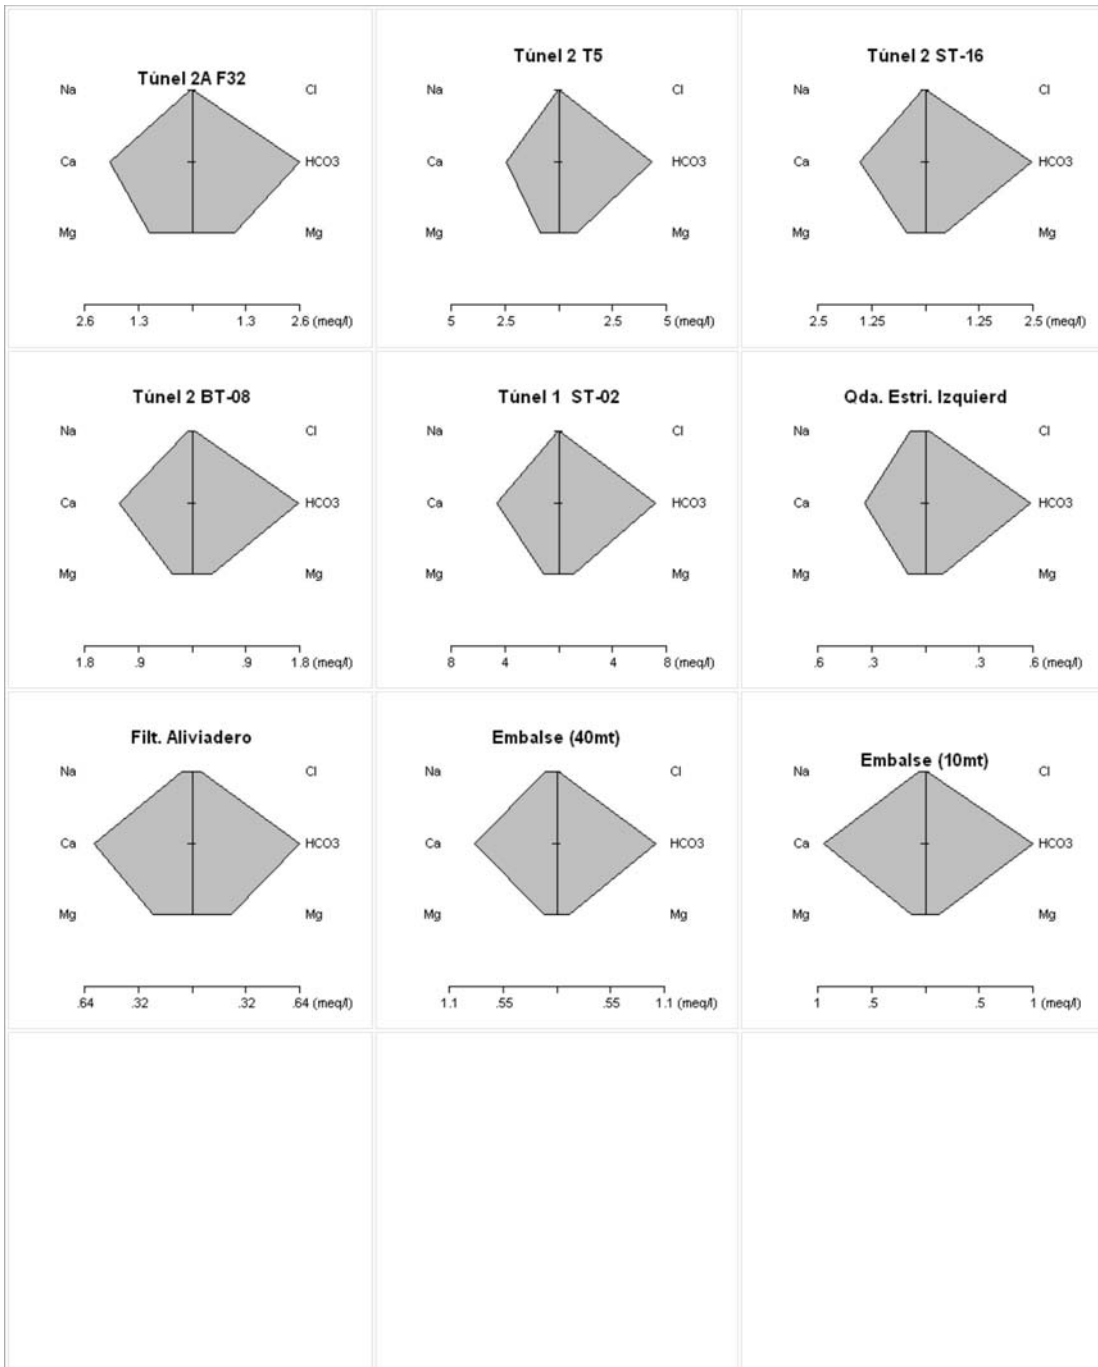 Túnel 2A F32
Na Cl
Ca HCO3
Mg Mg
2.6 1.3 1.3 2.6 (meq/l)
Túnel 2 T5
Na Cl
Ca HCO3
Mg Mg
5 2.5 2.5 5 (meq/l)
Túnel 2 ST-16
Na Cl
Ca HCO3
Mg Mg
2.5 1.25 1.25 2.5 (meq/l)
Túnel 2 BT-08
Na Cl
Ca HCO3
Mg Mg
1.8 .9 .9 1.8 (meq/l)
Túnel 1 ST-02
Na Cl
Ca HCO3
Mg Mg
8 4 4 8 (meq/l)
Qda. Estri. Izquierd
Na Cl
Ca HCO3
Mg Mg
.6 .3 .3 .6 (meq/l)
Filt. Aliviadero
Na Cl
Ca HCO3
Mg Mg
.64 .32 .32 .64 (meq/l)
Embalse (40mt)
Na Cl
Ca HCO3
Mg Mg
1.1 .55 .55 1.1 (meq/l)
Embalse (10mt)
Na Cl
Ca HCO3
Mg Mg
1 .5 .5 1 (meq/l)